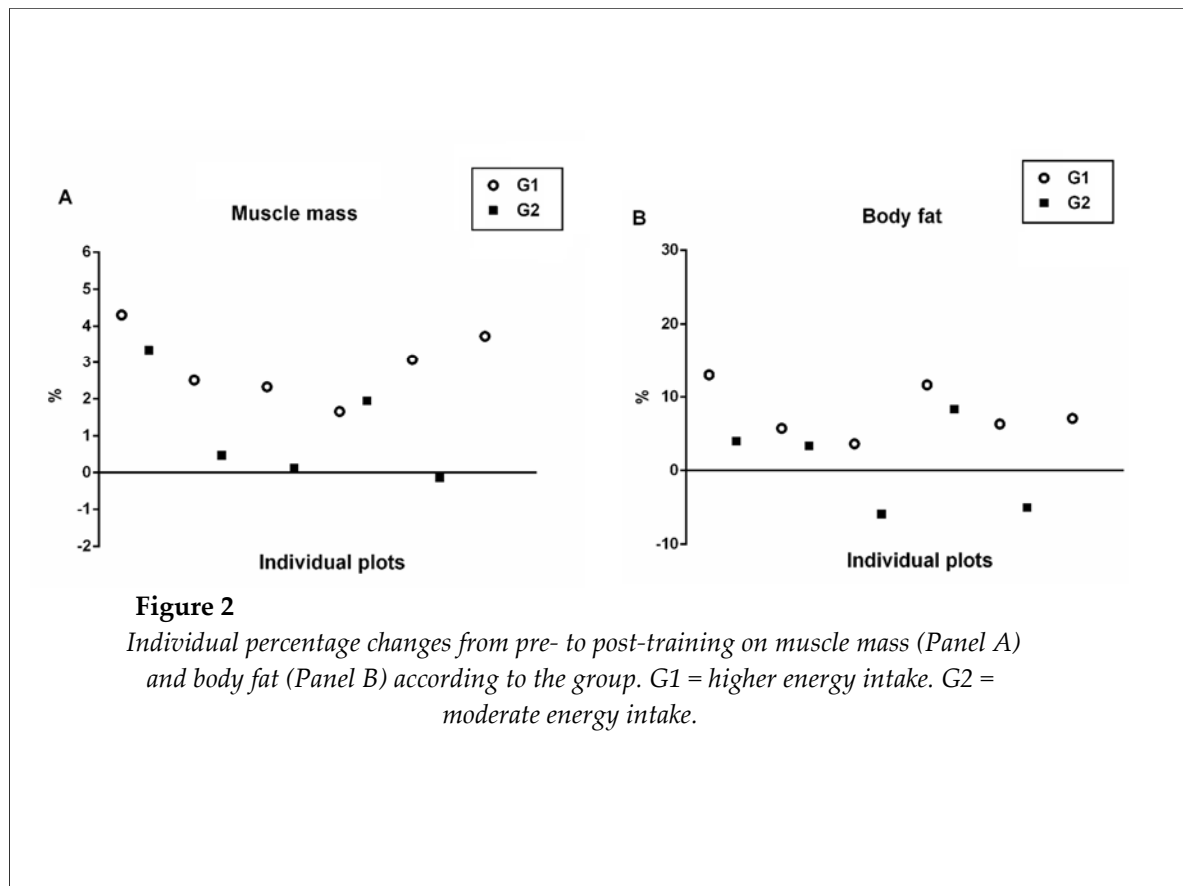 G1
G2
A
Muscle mass
6
5
4
3
2
1
0
-1
-2
%
Individual plots
G1
G2
B
Body fat
30
20
10
0
-10
%
Individual plots
Figure 2
Individual percentage changes from pre- to post-training on muscle mass (Panel A)
and body fat (Panel B) according to the group. G1 = higher energy intake. G2 =
moderate energy intake.